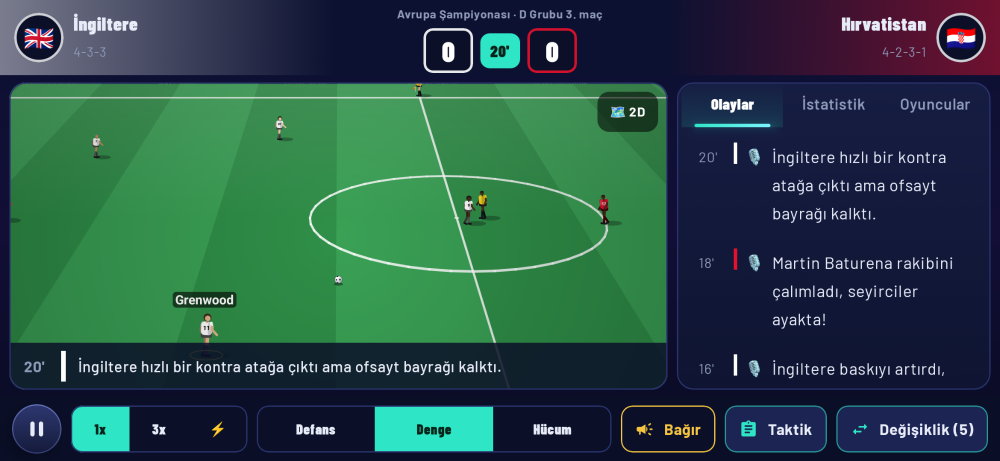 İngiltere
4-3-3
Avrupa Şampiyonası · D Grubu 3. maç
0
20'
0
Hırvatistan
4-2-3-1
2D
Grenwood
11
20'
İngiltere hızlı bir kontra atağa çıktı ama ofsayt bayrağı kalktı.
Olaylar
İstatistik
Oyuncular
20'
İngiltere hızlı bir kontra
atağa çıktı ama ofsayt
bayrağı kalktı.
18'
Martin Baturena rakibini
çalımladı, seyirciler
ayakta!
16'
İngiltere baskıyı artırdı,
1x
3x
Defans
Denge
Hücum
Bağır
Taktik
Değişiklik (5)